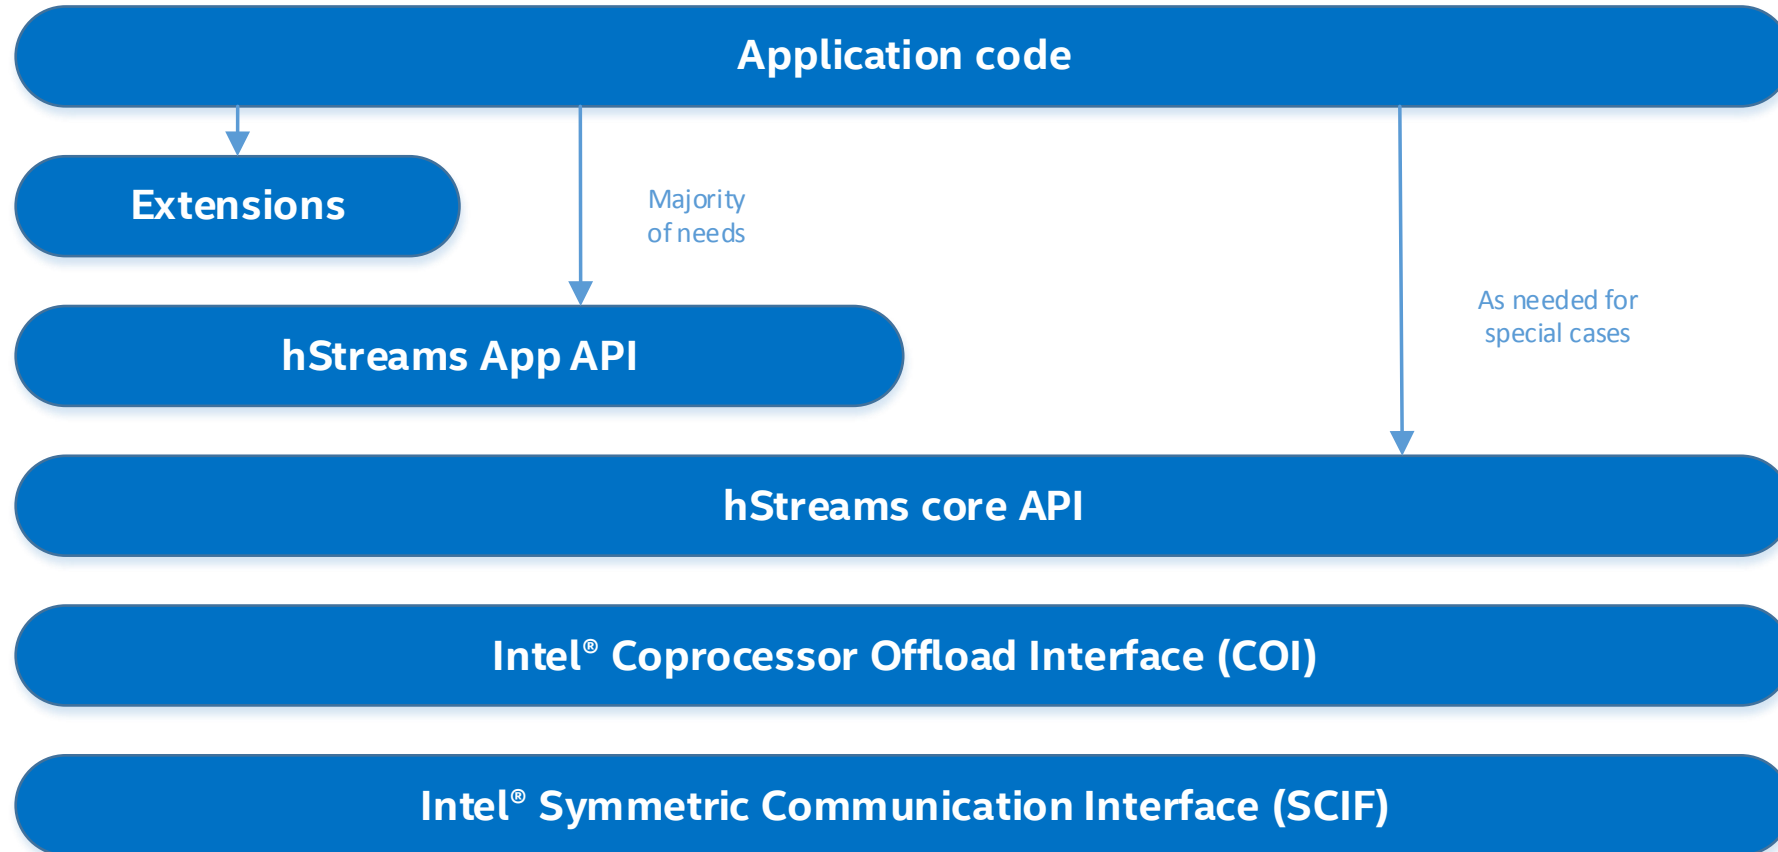 Application code
Extensions
Majority
of needs
As needed for
special cases
hStreams App API
hStreams core API
Intel® Coprocessor Offload Interface (COI)
Intel® Symmetric Communication Interface (SCIF)